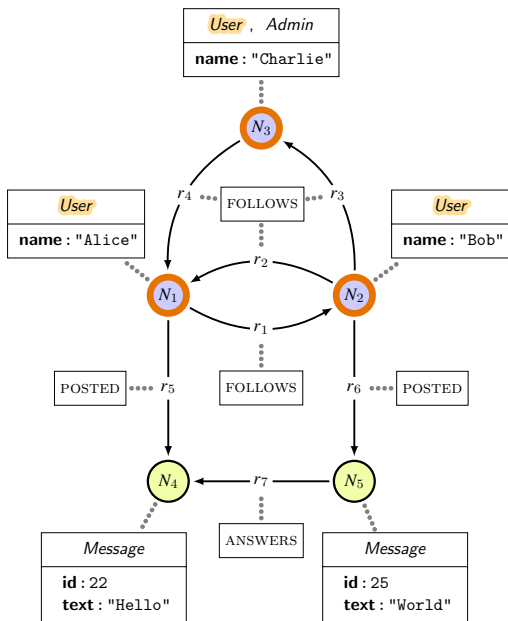 User , Admin
name : "Charlie"
N3
r4
r3
FOLLOWS
User
name : "Alice"
User
name : "Bob"
r2
N1
N2
r1
POSTED
r5
FOLLOWS
r6
POSTED
N4
r7
N5
Message
id : 22
text : "Hello"
ANSWERS
Message
id : 25
text : "World"